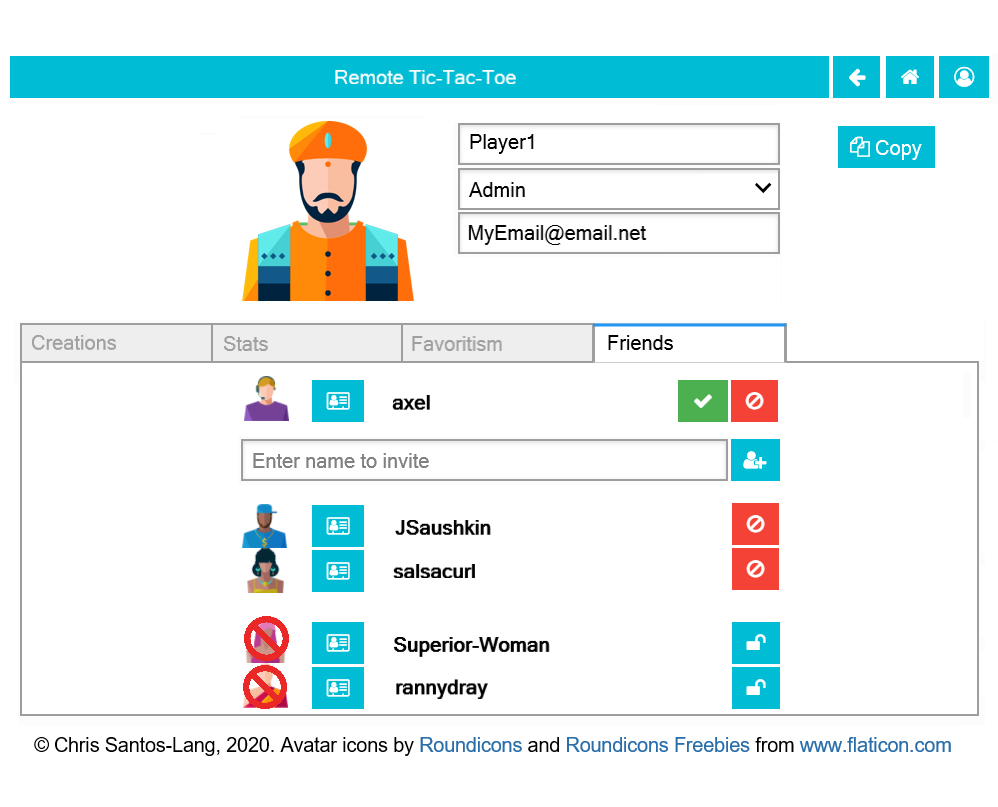 Remote Tic-Tac-Toe
Player1
Copy
Admin
MyEmail@email.net
Creations Stats Favoritism Friends
axel
Enter name to invite
JSaushkin
salsacurl
Superior-Woman
rannydray
© Chris Santos-Lang, 2020. Avatar icons by Roundicons and Roundicons Freebies from www.flaticon.com